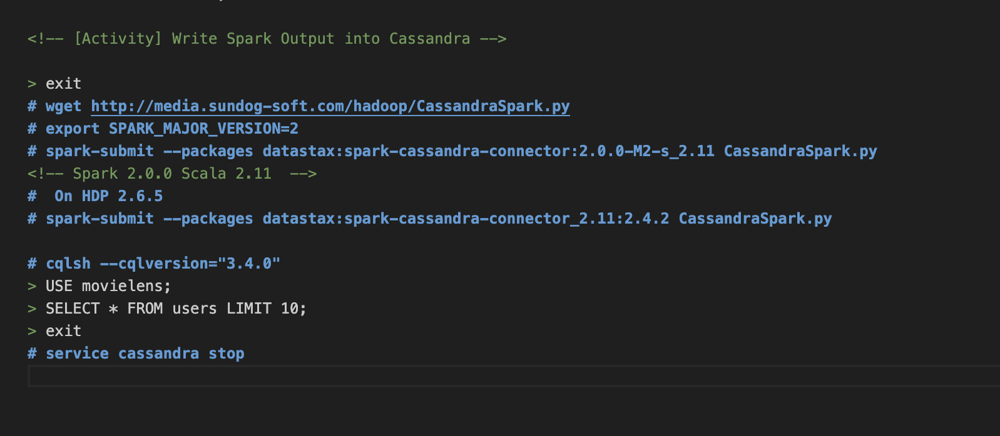 <!-- [Activity] Write Spark Output into Cassandra -->
> exit
# wget http://media.sundog-soft.com/hadoop/CassandraSpark.py
# export SPARK_MAJOR_VERSION=2
# spark-submit --packages datastax:spark-cassandra-connector:2.0.0-M2-s_2.11 CassandraSpark.py
<!-- Spark 2.0.0 Scala 2.11  -->
#  On HDP 2.6.5
# spark-submit --packages datastax:spark-cassandra-connector_2.11:2.4.2 CassandraSpark.py
# cqlsh --cqlversion="3.4.0"
> USE movielens;
> SELECT * FROM users LIMIT 10;
> exit
# service cassandra stop